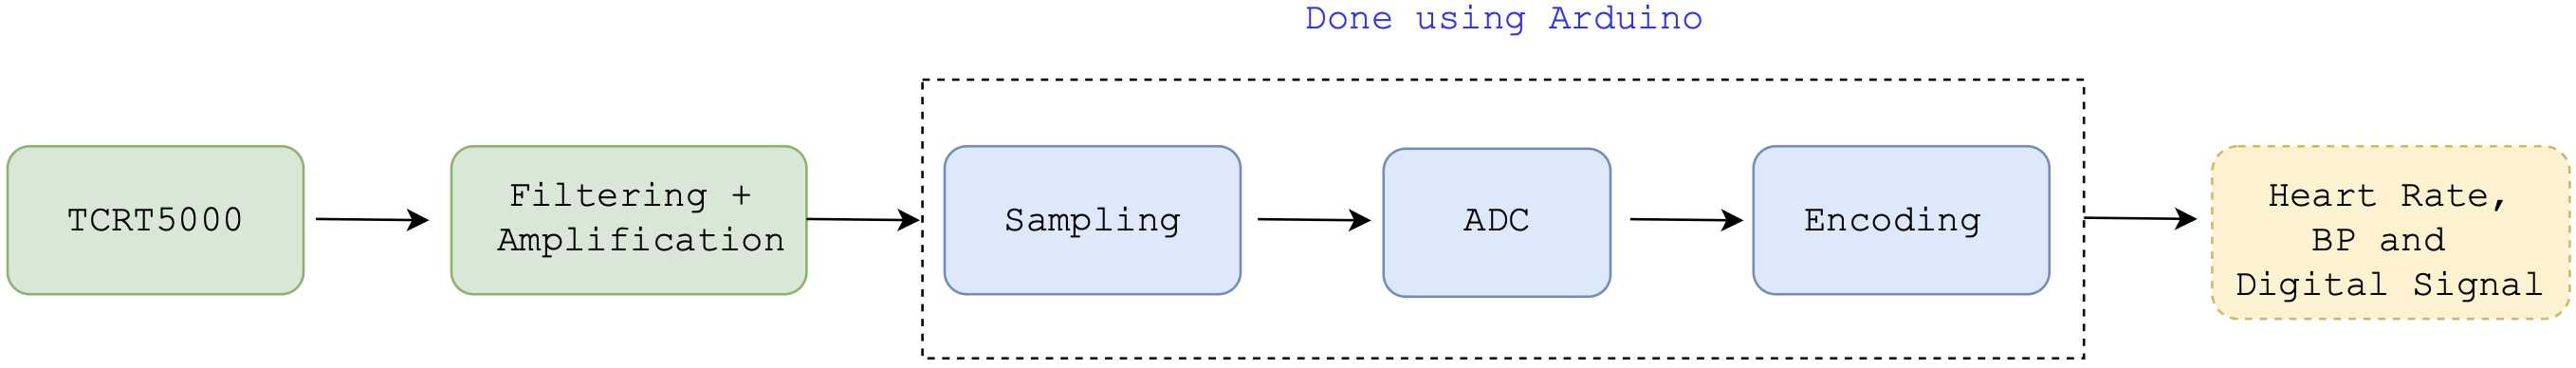 Done using Arduino
TCRT5000
Filtering +
Amplification
Sampling
ADC
Encoding
Heart Rate,
BP and
Digital Signal